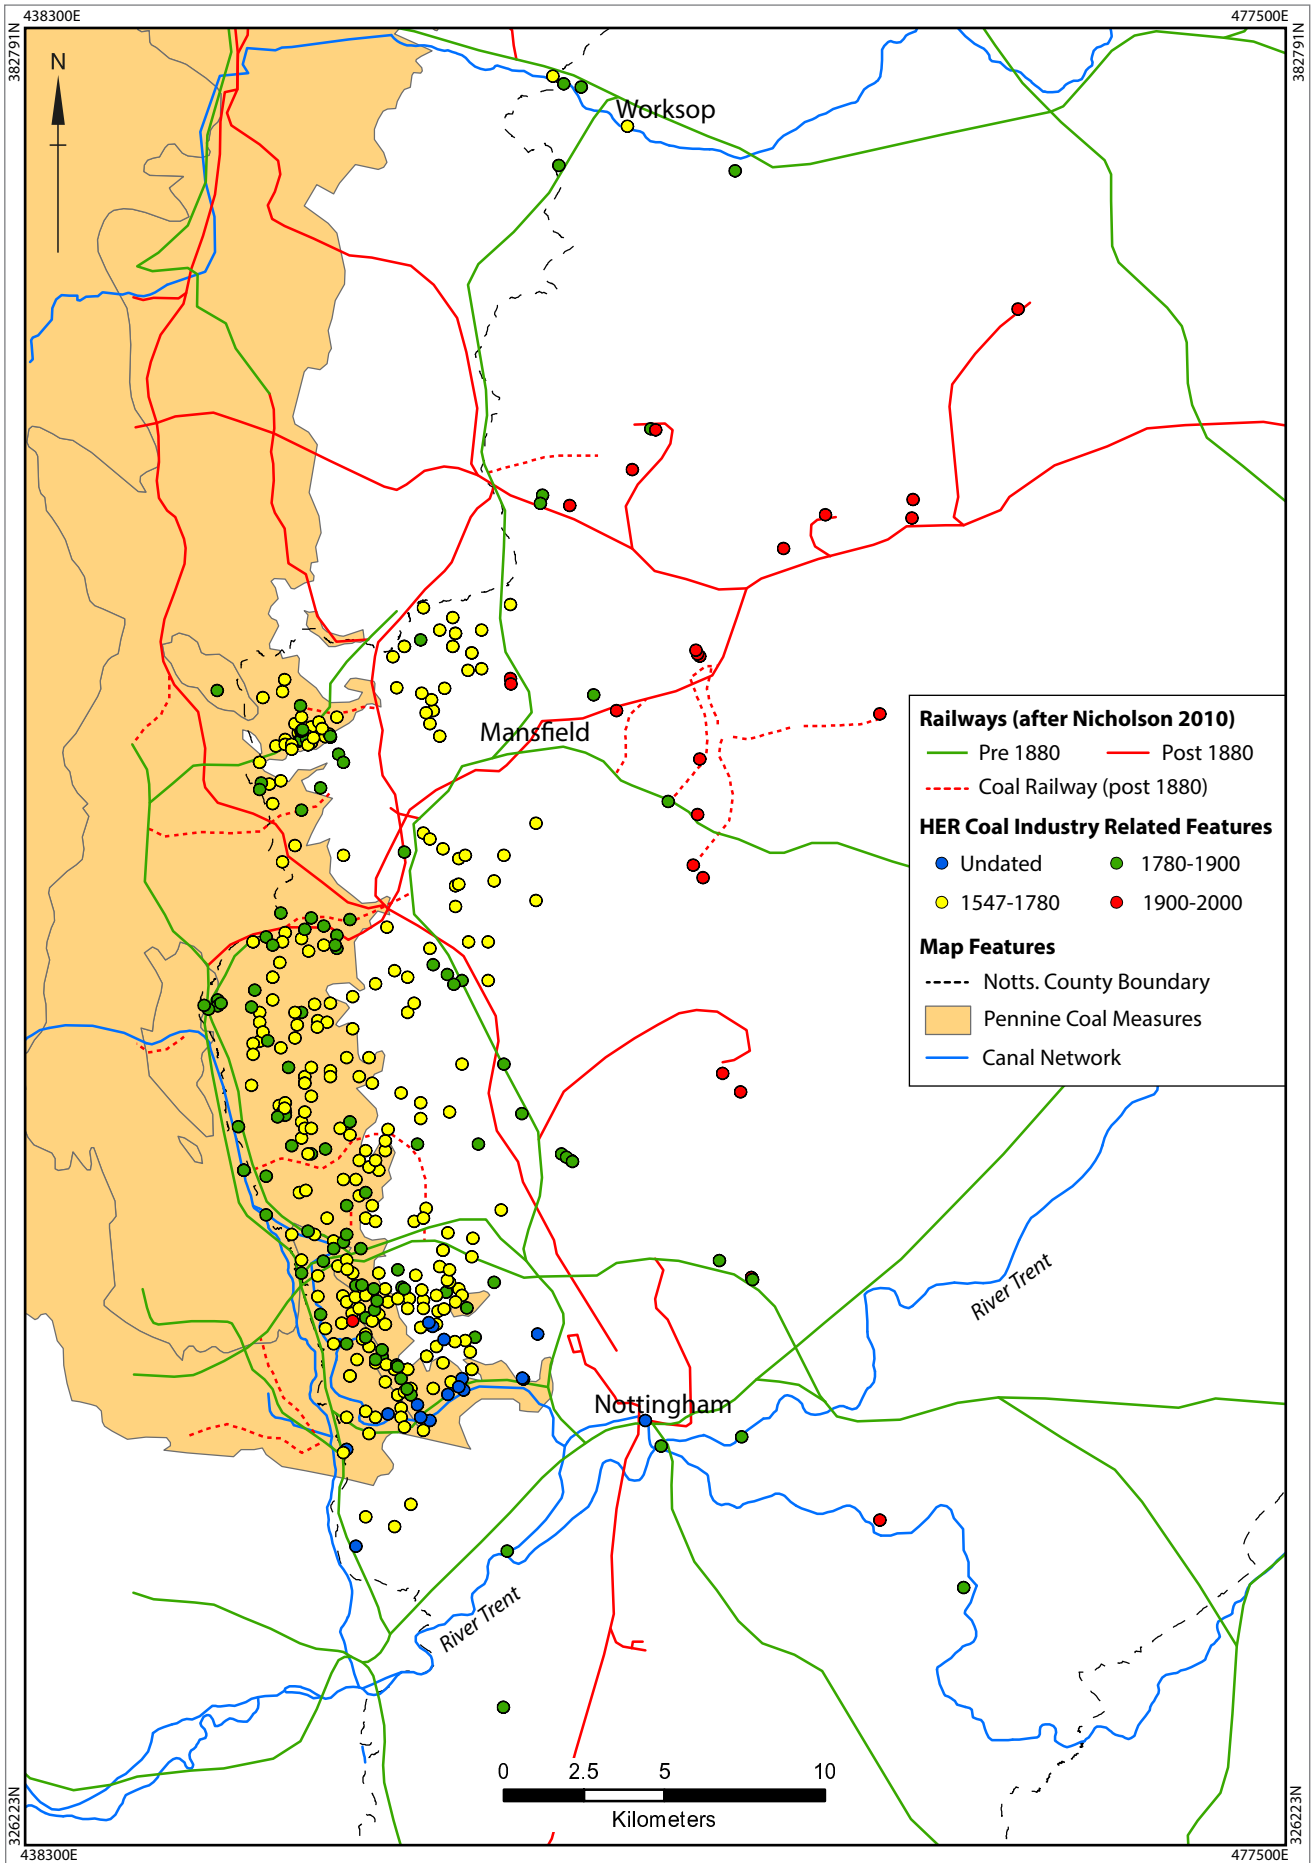 438300E
477500E
382791N
382791N
N
Worksop
Mansfield
Railways (after Nicholson 2010)
Pre 1880
Post 1880
Coal Railway (post 1880)
HER Coal Industry Related Features
Undated
1780-1900
1547-1780
1900-2000
Map Features
Notts. County Boundary
Pennine Coal Measures
Canal Network
River Trent
Nottingham
River Trent
0 2.5 5 10
Kilometers
326223N
326223N
438300E
477500E